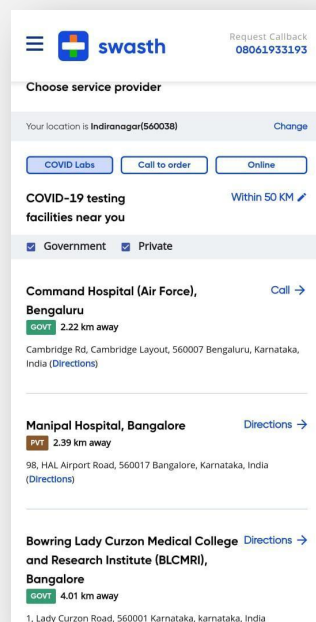 swasth
Request Callback
08061933193
Choose service provider
Your location is Indiranagar(560038)
Change
COVID Labs
Call to order
Online
COVID-19 testing
facilities near you
Within 50 KM
Government
Private
Command Hospital (Air Force),
Bengaluru
Call →
GOVT 2.22 km away
Cambridge Rd, Cambridge Layout, 560007 Bengaluru, Karnataka,
India (Directions)
Manipal Hospital, Bangalore
Directions →
PVT 2.39 km away
98, HAL Airport Road, 560017 Bangalore, Karnataka, India
(Directions)
Bowring Lady Curzon Medical College
Directions →
and Research Institute (BLCMRI),
Bangalore
GOVT 4.01 km away
1, Lady Curzon Road, 560001 Karnataka, karnataka, India